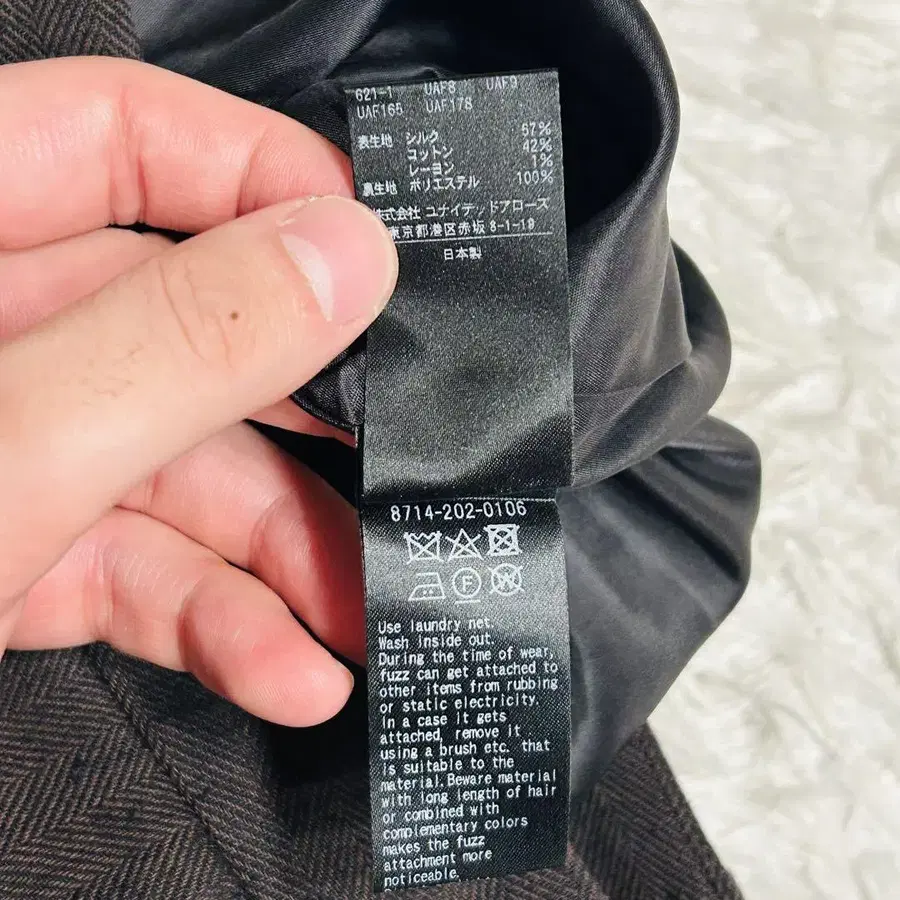 621-1 UAF8 UAF9
UAF165 UAF178
表生地 シルク 57%
コットン 42%
レーヨン 1%
裏生地 ポリエステル 100%
株式会社 ユナイテッドアローズ
東京都港区赤坂 8-1-19
日本製
8714-202-0106
F
W
Use laundry net.
Wash inside out.
During the time of wear,
fuzz can get attached to
other items from rubbing
or static electricity.
In a case it gets
attached, remove it
using a brush etc. that
is suitable to the
material.Beware material
with long length of hair
or combined with
complementary colors
makes the fuzz
attachment more
noticeable.